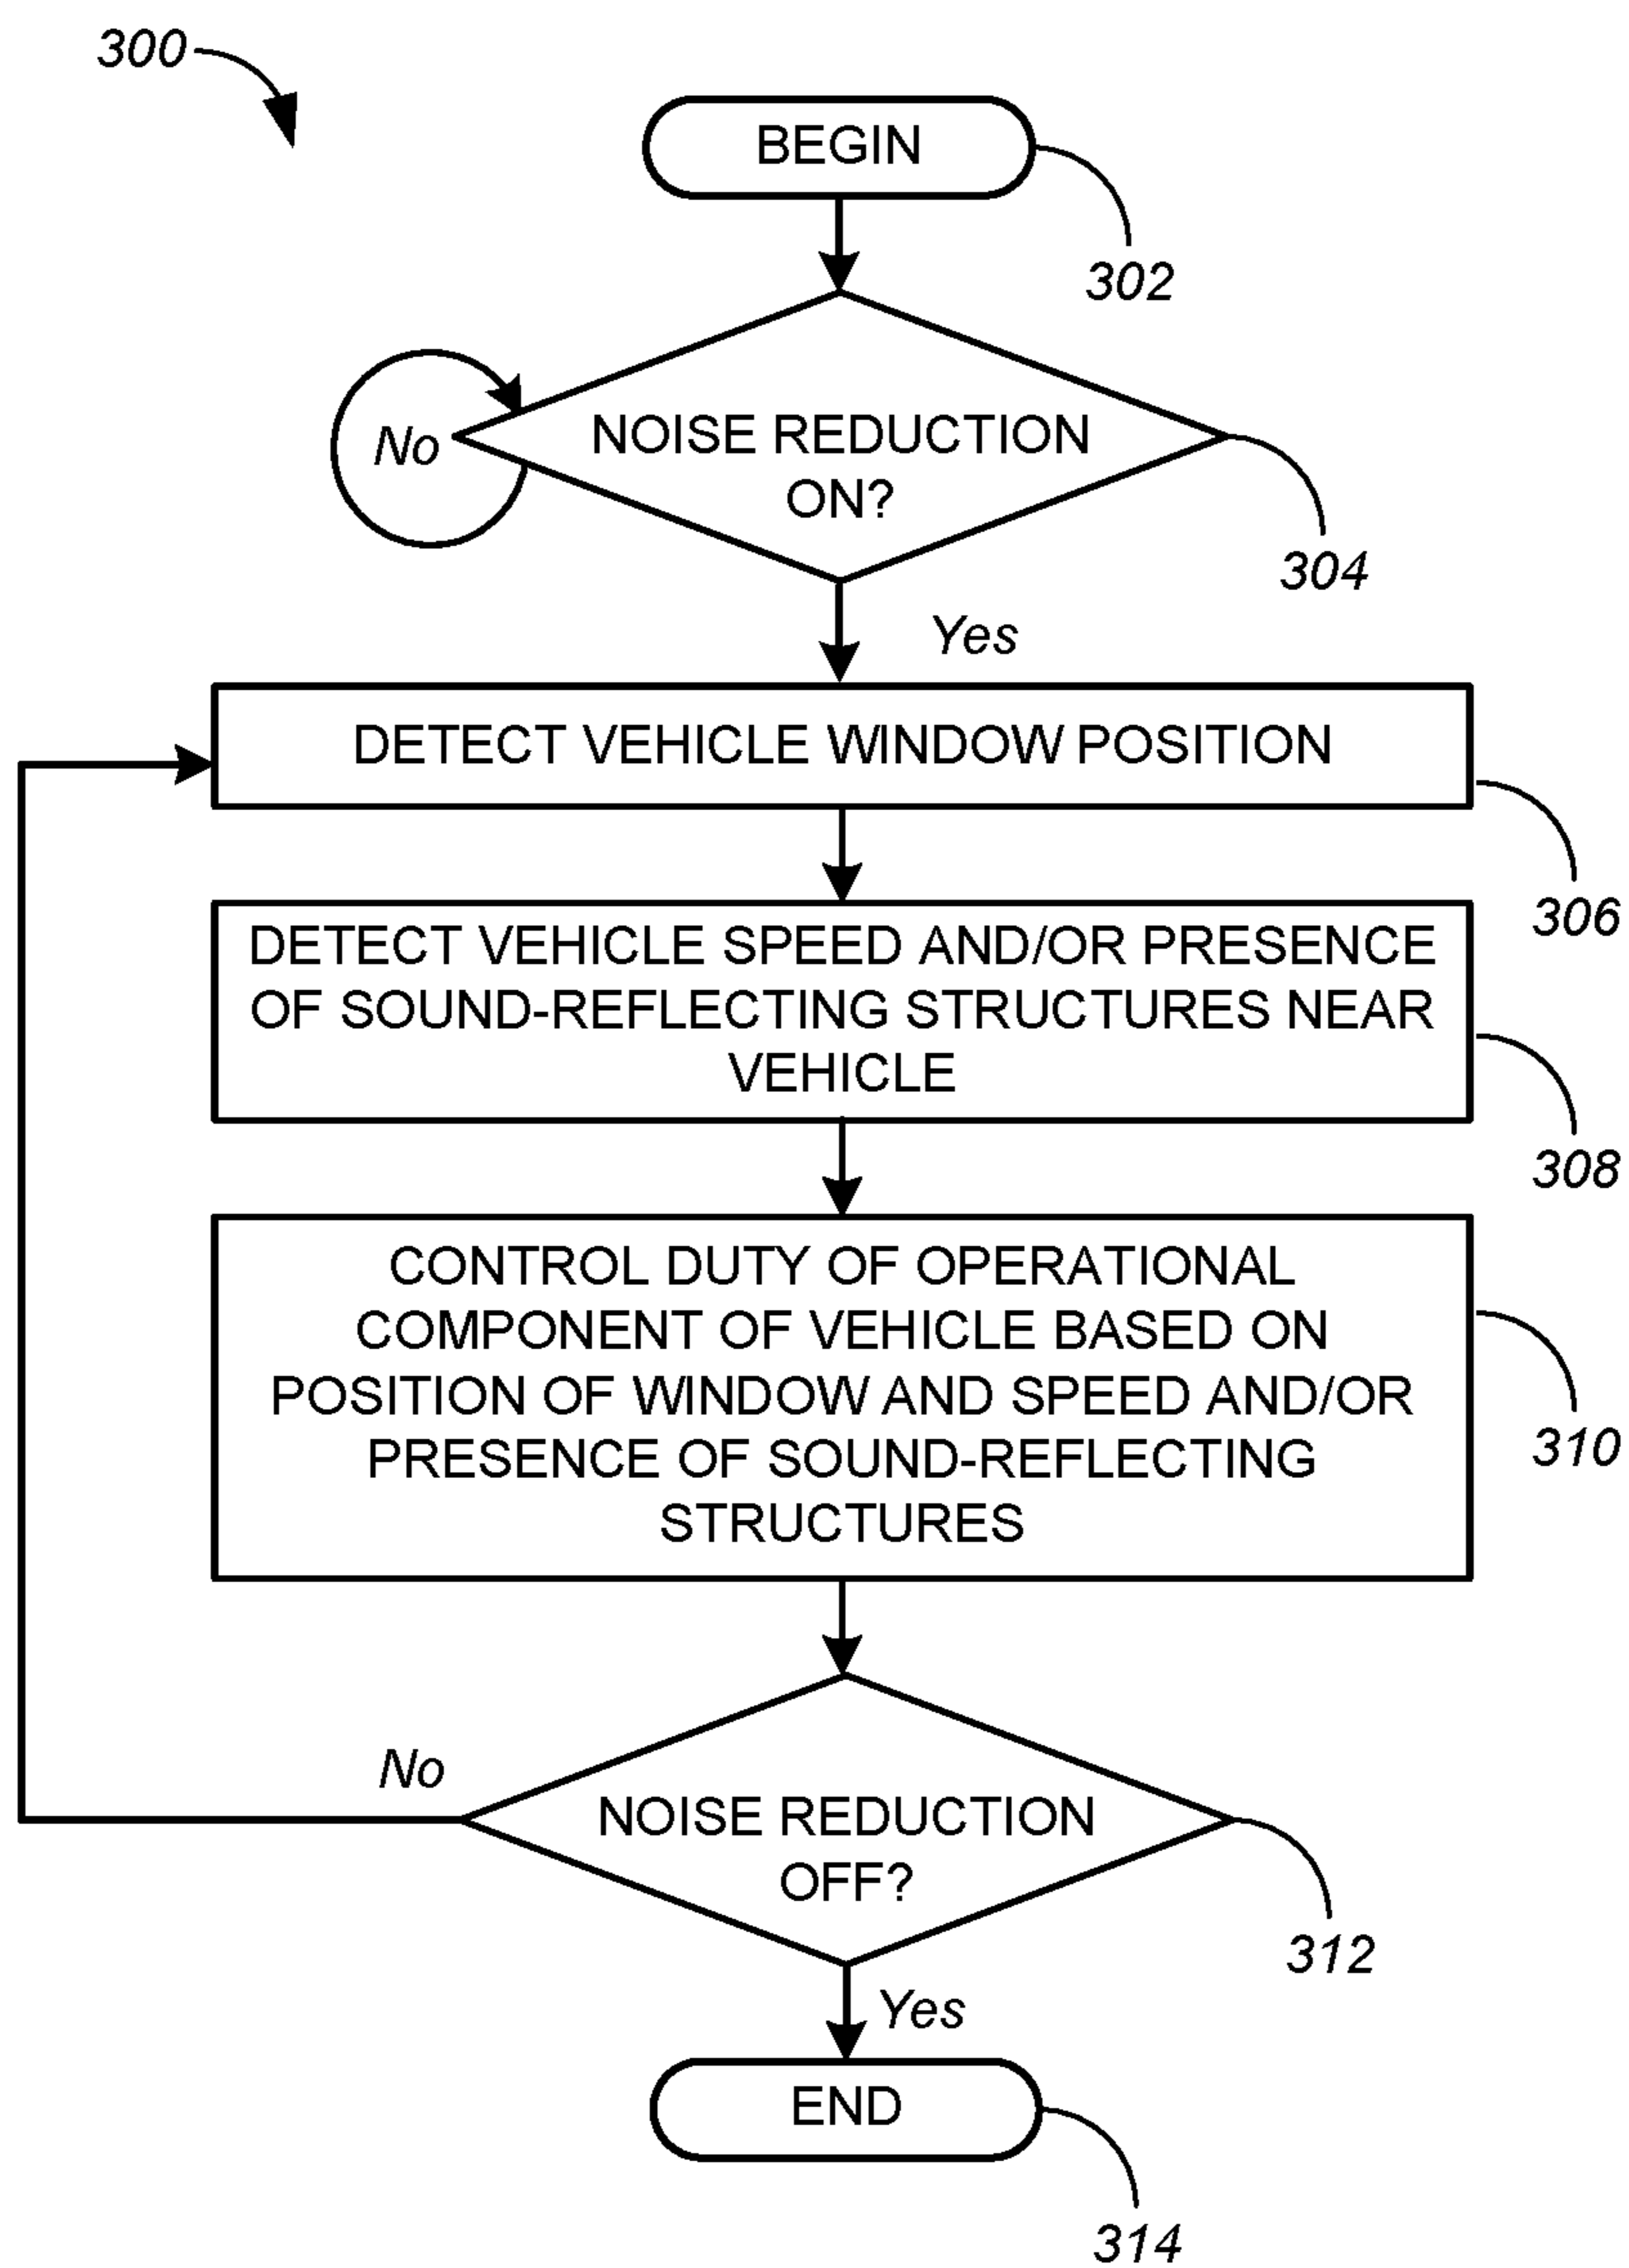 300
BEGIN
302
No
NOISE REDUCTION
ON?
304
Yes
DETECT VEHICLE WINDOW POSITION
306
DETECT VEHICLE SPEED AND/OR PRESENCE
OF SOUND-REFLECTING STRUCTURES NEAR
VEHICLE
308
CONTROL DUTY OF OPERATIONAL
COMPONENT OF VEHICLE BASED ON
POSITION OF WINDOW AND SPEED AND/OR
PRESENCE OF SOUND-REFLECTING
STRUCTURES
310
No
NOISE REDUCTION
OFF?
312
Yes
END
314